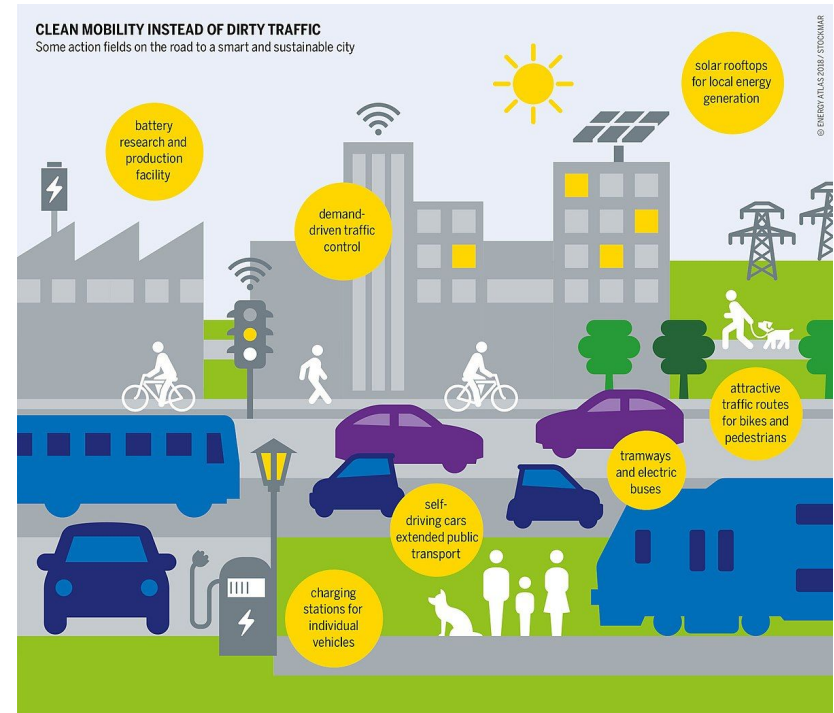 CLEAN MOBILITY INSTEAD OF DIRTY TRAFFIC
Some action fields on the road to a smart and sustainable city
© ENERGY ATLAS 2018 / STOCKMAR
solar rooftops
for local energy
generation
battery
research and
production
facility
demand-
driven traffic
control
attractive
traffic routes
for bikes and
pedestrians
tramways
and electric
buses
self-
driving cars
extended public
transport
charging
stations for
individual
vehicles